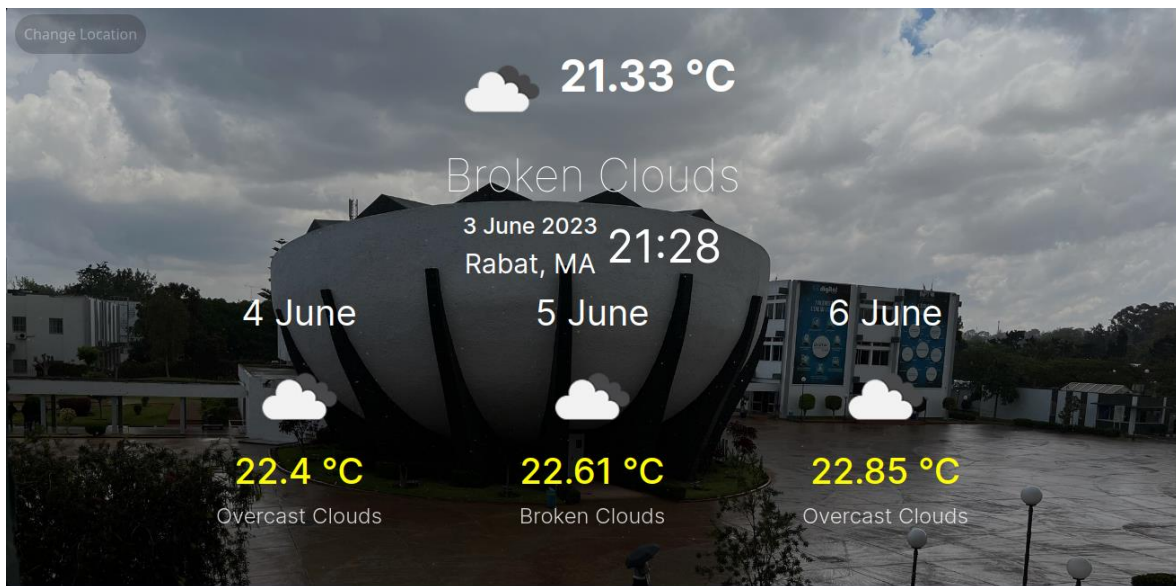 Change Location
21.33 °C
Broken Clouds
3 June 2023
Rabat, MA
21:28
4 June
5 June
6 June
22.4 °C
22.61 °C
22.85 °C
Overcast Clouds
Broken Clouds
Overcast Clouds